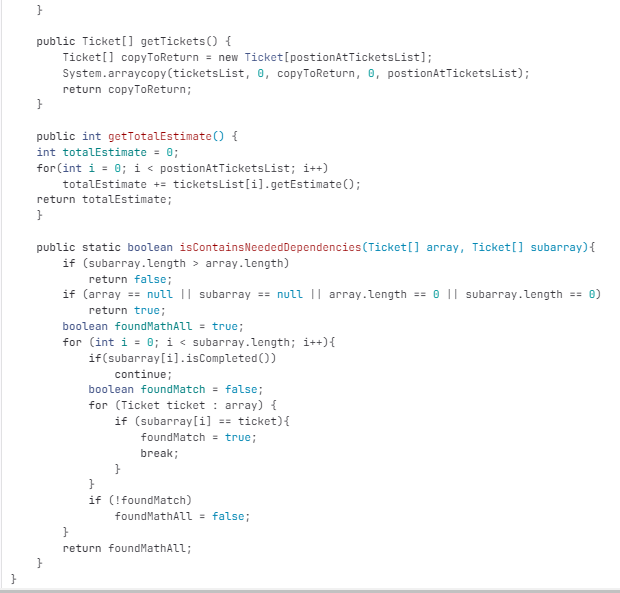 }

    public Ticket[] getTickets() {
        Ticket[] copyToReturn = new Ticket[postionAtTicketsList];
        System.arraycopy(ticketsList, 0, copyToReturn, 0, postionAtTicketsList);
        return copyToReturn;
    }

    public int getTotalEstimate() {
    int totalEstimate = 0;
    for(int i = 0; i < postionAtTicketsList; i++)
        totalEstimate += ticketsList[i].getEstimate();
    return totalEstimate;
    }

    public static boolean isContainsNeededDependencies(Ticket[] array, Ticket[] subarray){
        if (subarray.length > array.length)
            return false;
        if (array == null || subarray == null || array.length == 0 || subarray.length == 0)
            return true;
        boolean foundMathAll = true;
        for (int i = 0; i < subarray.length; i++){
            if(subarray[i].isCompleted())
                continue;
            boolean foundMatch = false;
            for (Ticket ticket : array) {
                if (subarray[i] == ticket){
                    foundMatch = true;
                    break;
                }
            }
            if (!foundMatch)
                foundMathAll = false;
        }
        return foundMathAll;
    }
}